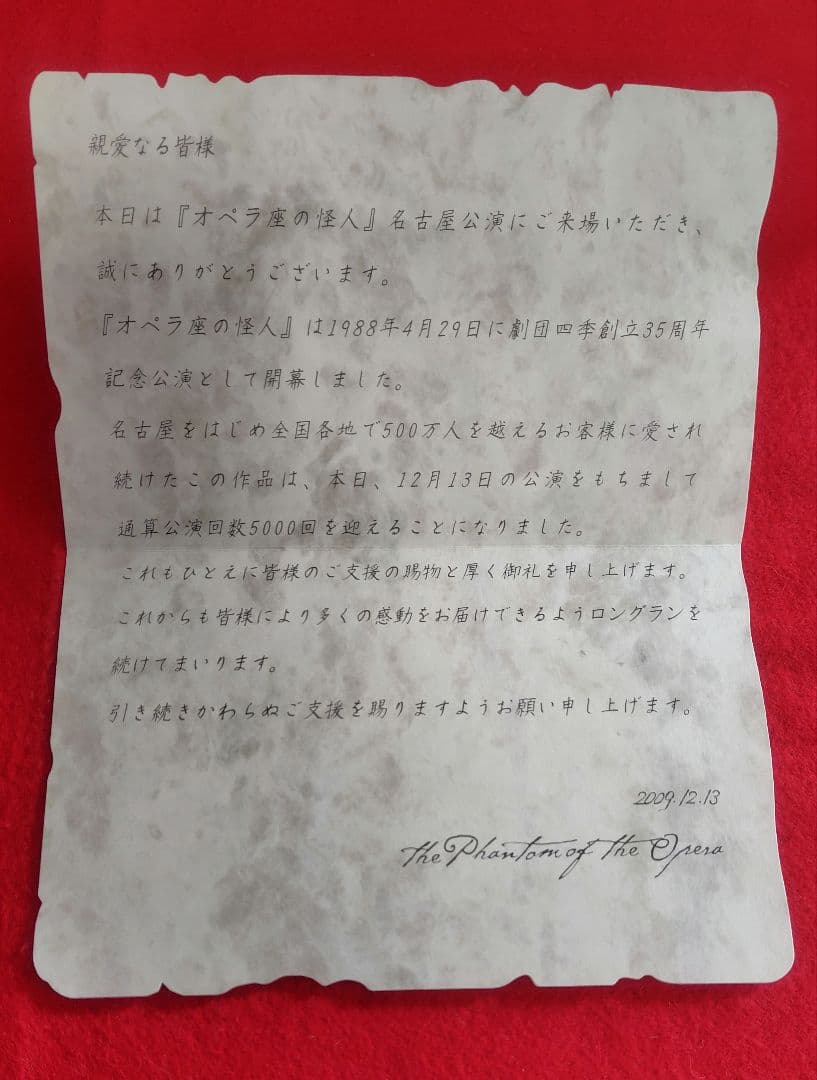 親愛なる皆様
本日は『オペラ座の怪人』名古屋公演にご来場いただき、
誠にありがとうございます。
『オペラ座の怪人』は1988年4月29日に劇団四季創立35周年
記念公演として開幕しました。
名古屋をはじめ全国各地で500万人を越えるお客様に愛され
続けたこの作品は、本日、12月13日の公演をもちまして
通算公演回数5000回を迎えることになりました。
これもひとえに皆様のご支援の賜物と厚く御礼を申し上げます。
これからも皆様により多くの感動をお届けできるようロングランを
続けてまいります。
引き続きかわらぬご支援を賜りますようお願い申し上げます。
2009.12.13
the Phantom of the Opera